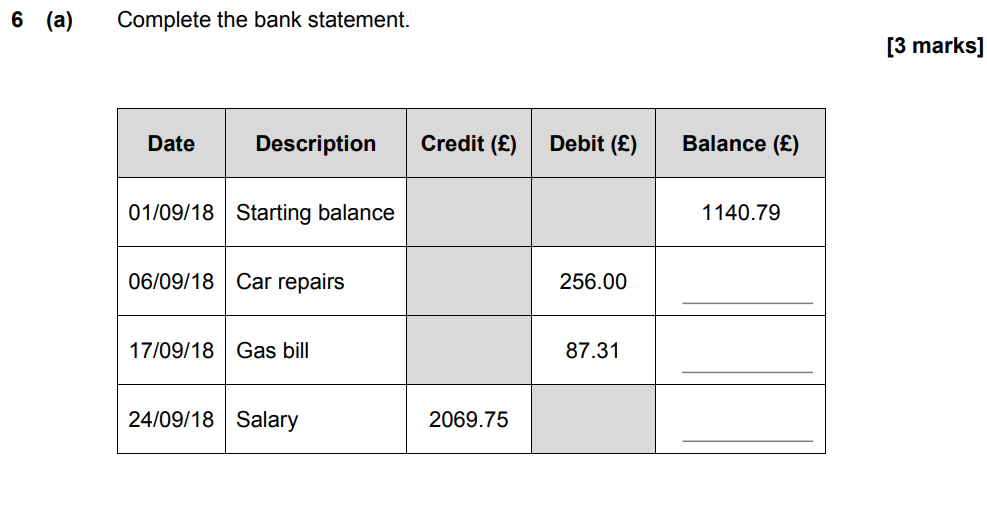 6 (a) Complete the bank statement.
[3 marks]
Date Description Credit (£) Debit (£) Balance (£)
01/09/18 Starting balance 1140.79
06/09/18 Car repairs 256.00
17/09/18 Gas bill 87.31
24/09/18 Salary 2069.75